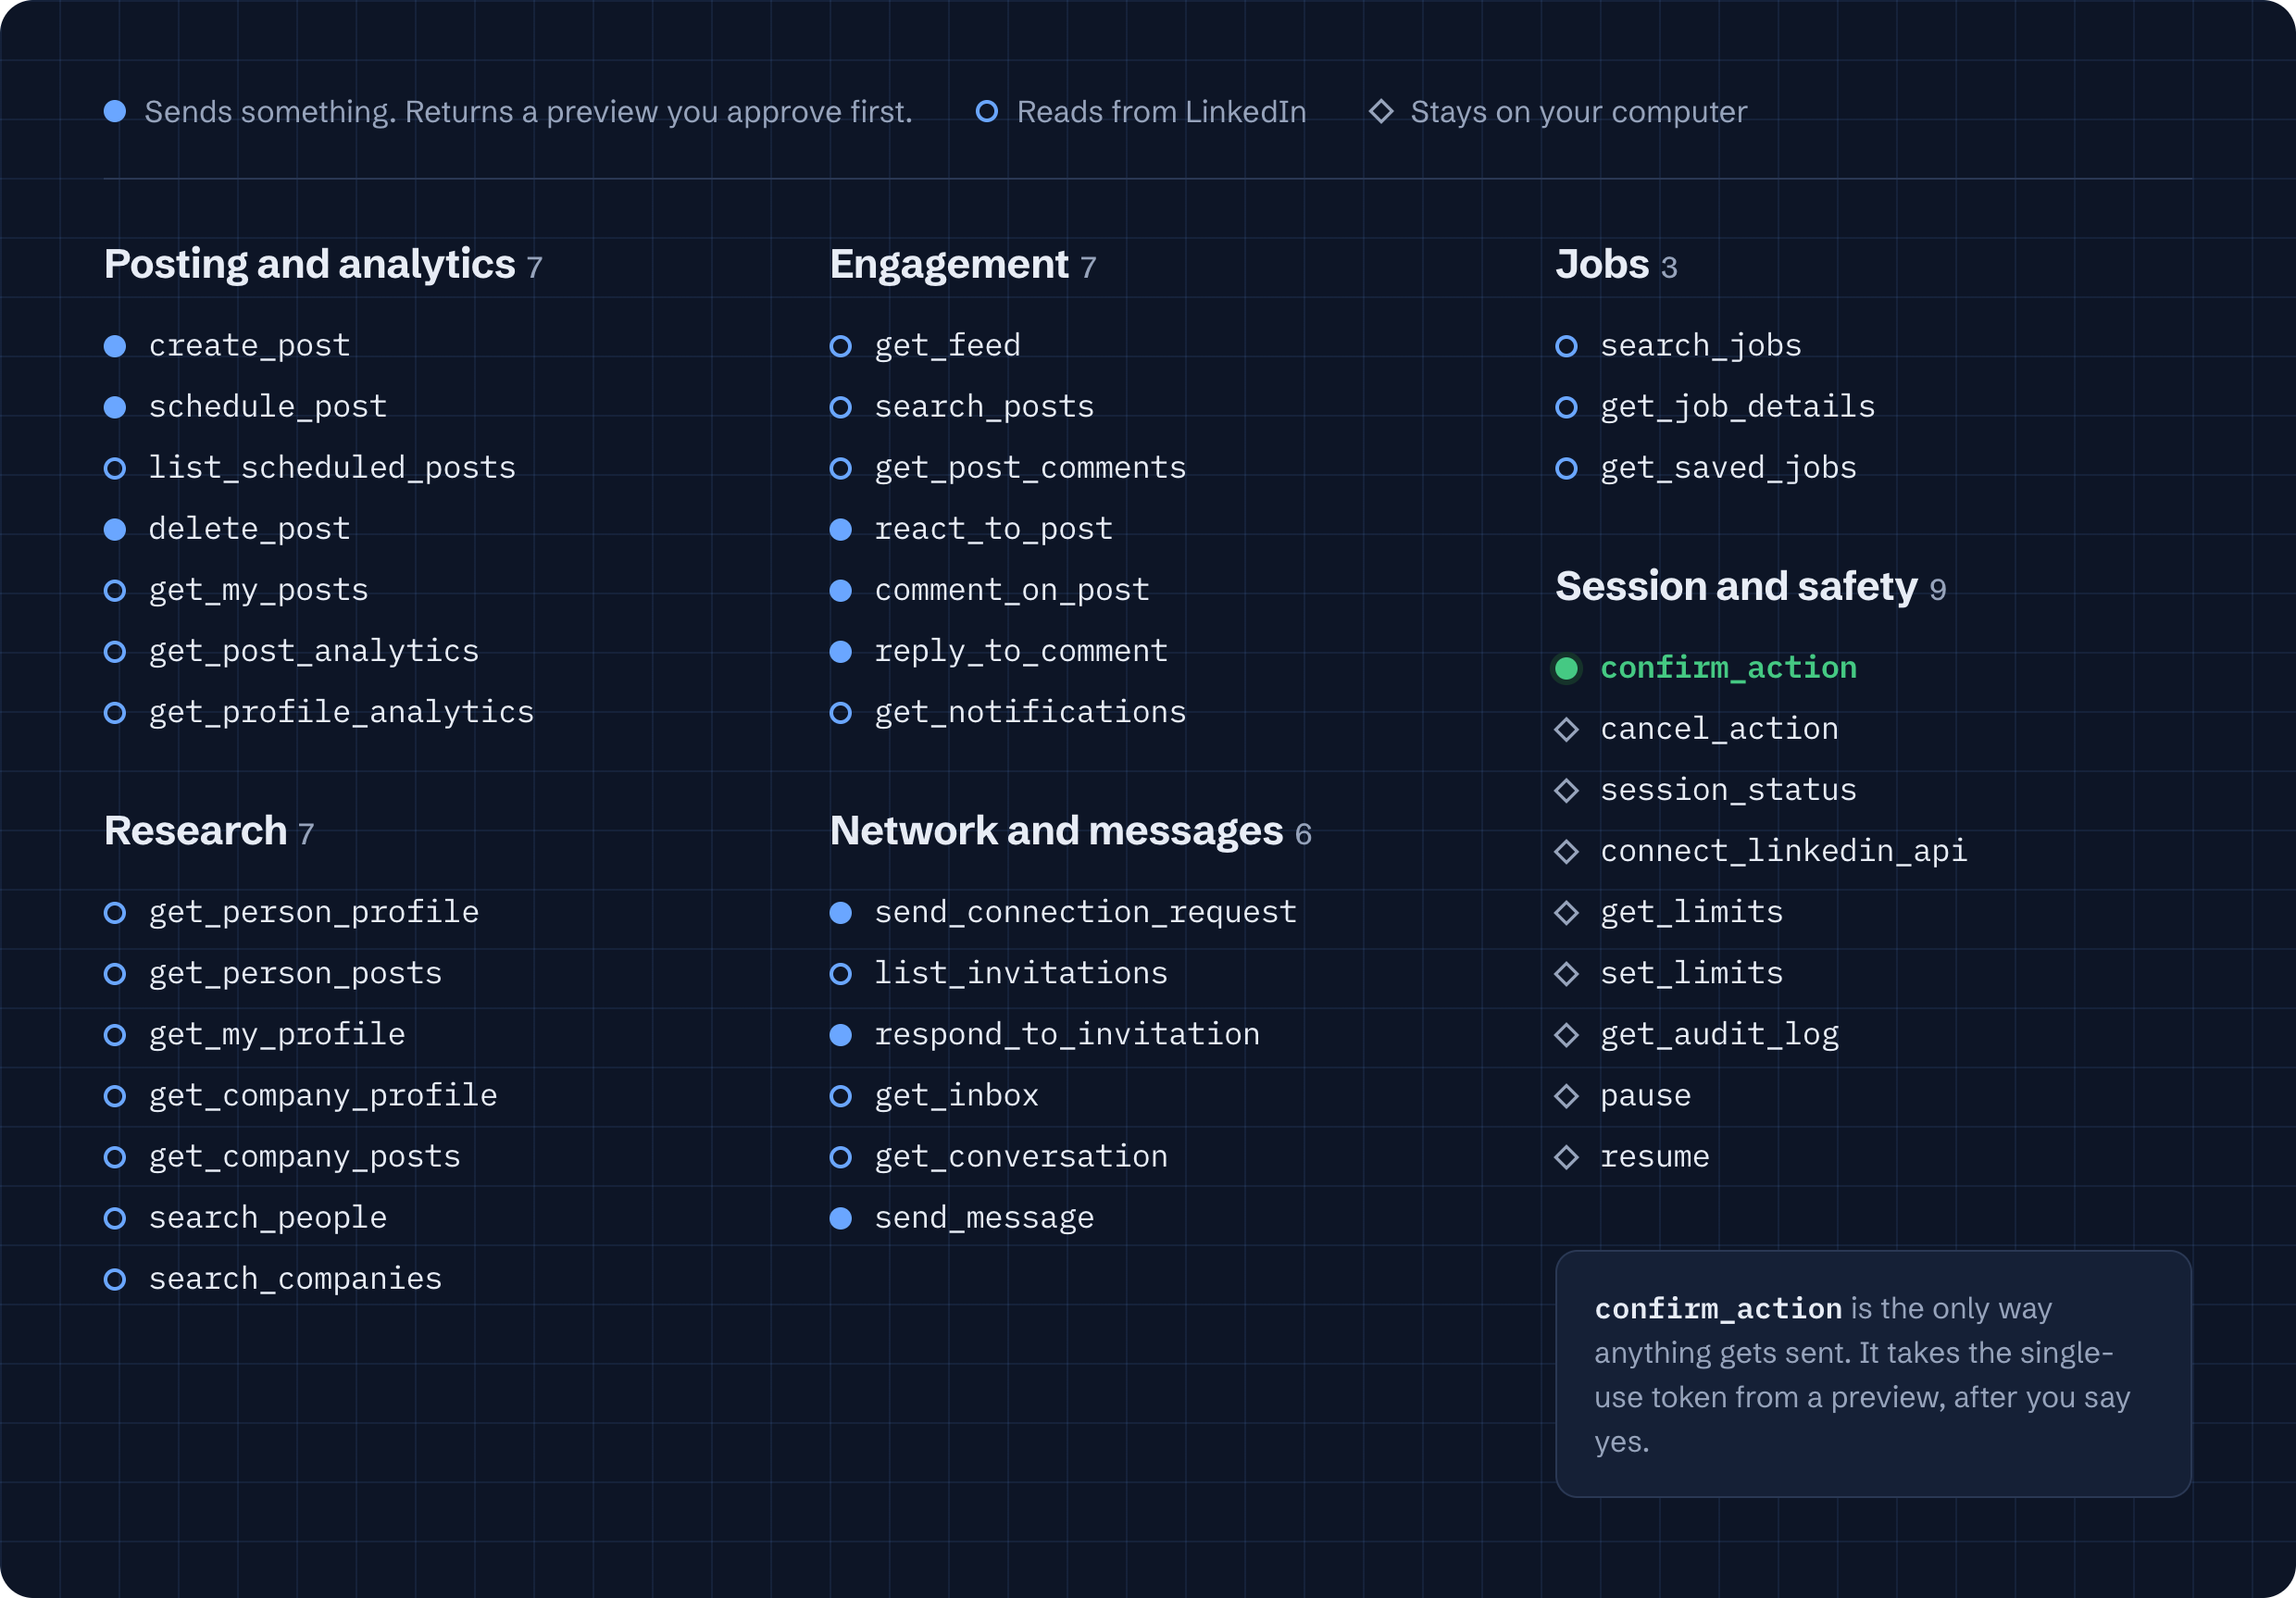 Sends something. Returns a preview you approve first.
Reads from LinkedIn
Stays on your computer
Posting and analytics 7
create_post
schedule_post
list_scheduled_posts
delete_post
get_my_posts
get_post_analytics
get_profile_analytics
Research 7
get_person_profile
get_person_posts
get_my_profile
get_company_profile
get_company_posts
search_people
search_companies
Engagement 7
get_feed
search_posts
get_post_comments
react_to_post
comment_on_post
reply_to_comment
get_notifications
Network and messages 6
send_connection_request
list_invitations
respond_to_invitation
get_inbox
get_conversation
send_message
Jobs 3
search_jobs
get_job_details
get_saved_jobs
Session and safety 9
confirm_action
cancel_action
session_status
connect_linkedin_api
get_limits
set_limits
get_audit_log
pause
resume
confirm_action is the only way
anything gets sent. It takes the single-
use token from a preview, after you say
yes.